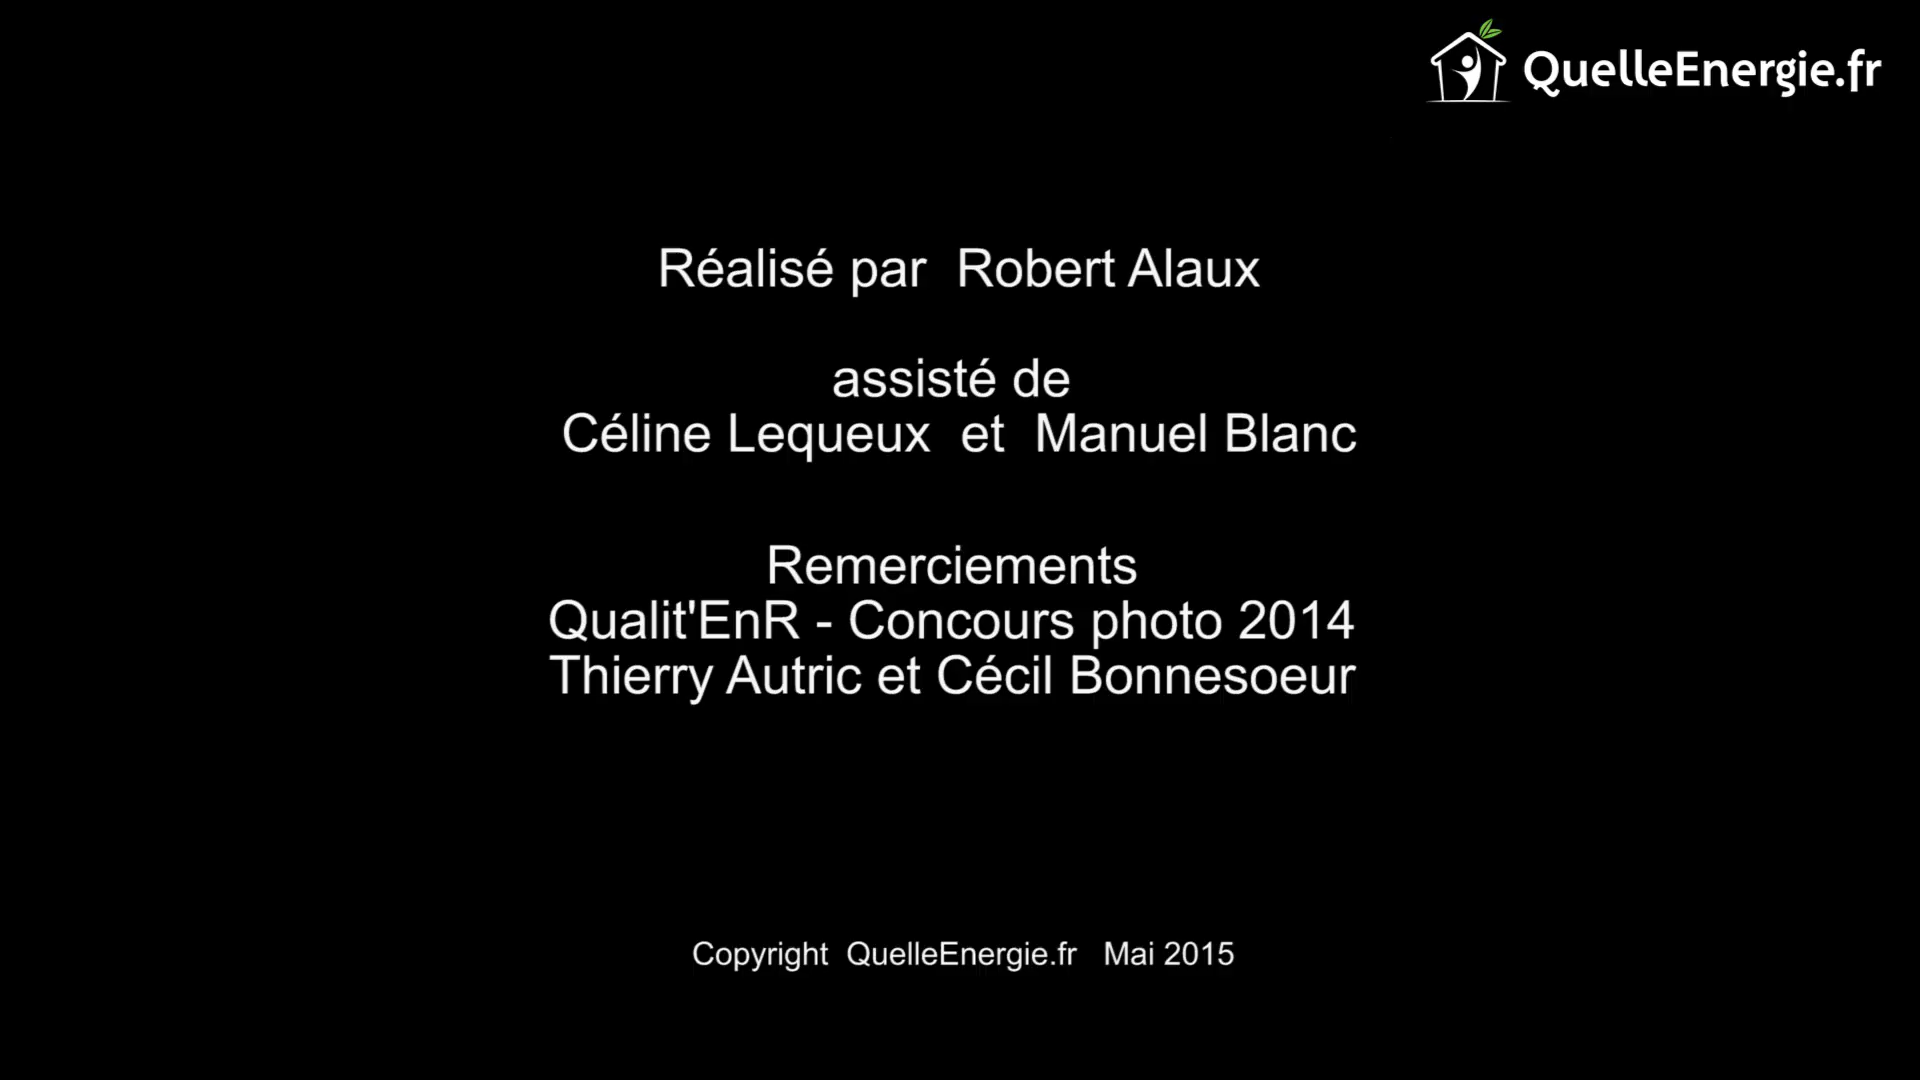 QuelleEnergie.fr
Réalisé par  Robert Alaux
assisté de
Céline Lequeux  et  Manuel Blanc
Remerciements
Qualit'EnR - Concours photo 2014
Thierry Autric et Cécil Bonnesoeur
Copyright  QuelleEnergie.fr   Mai 2015